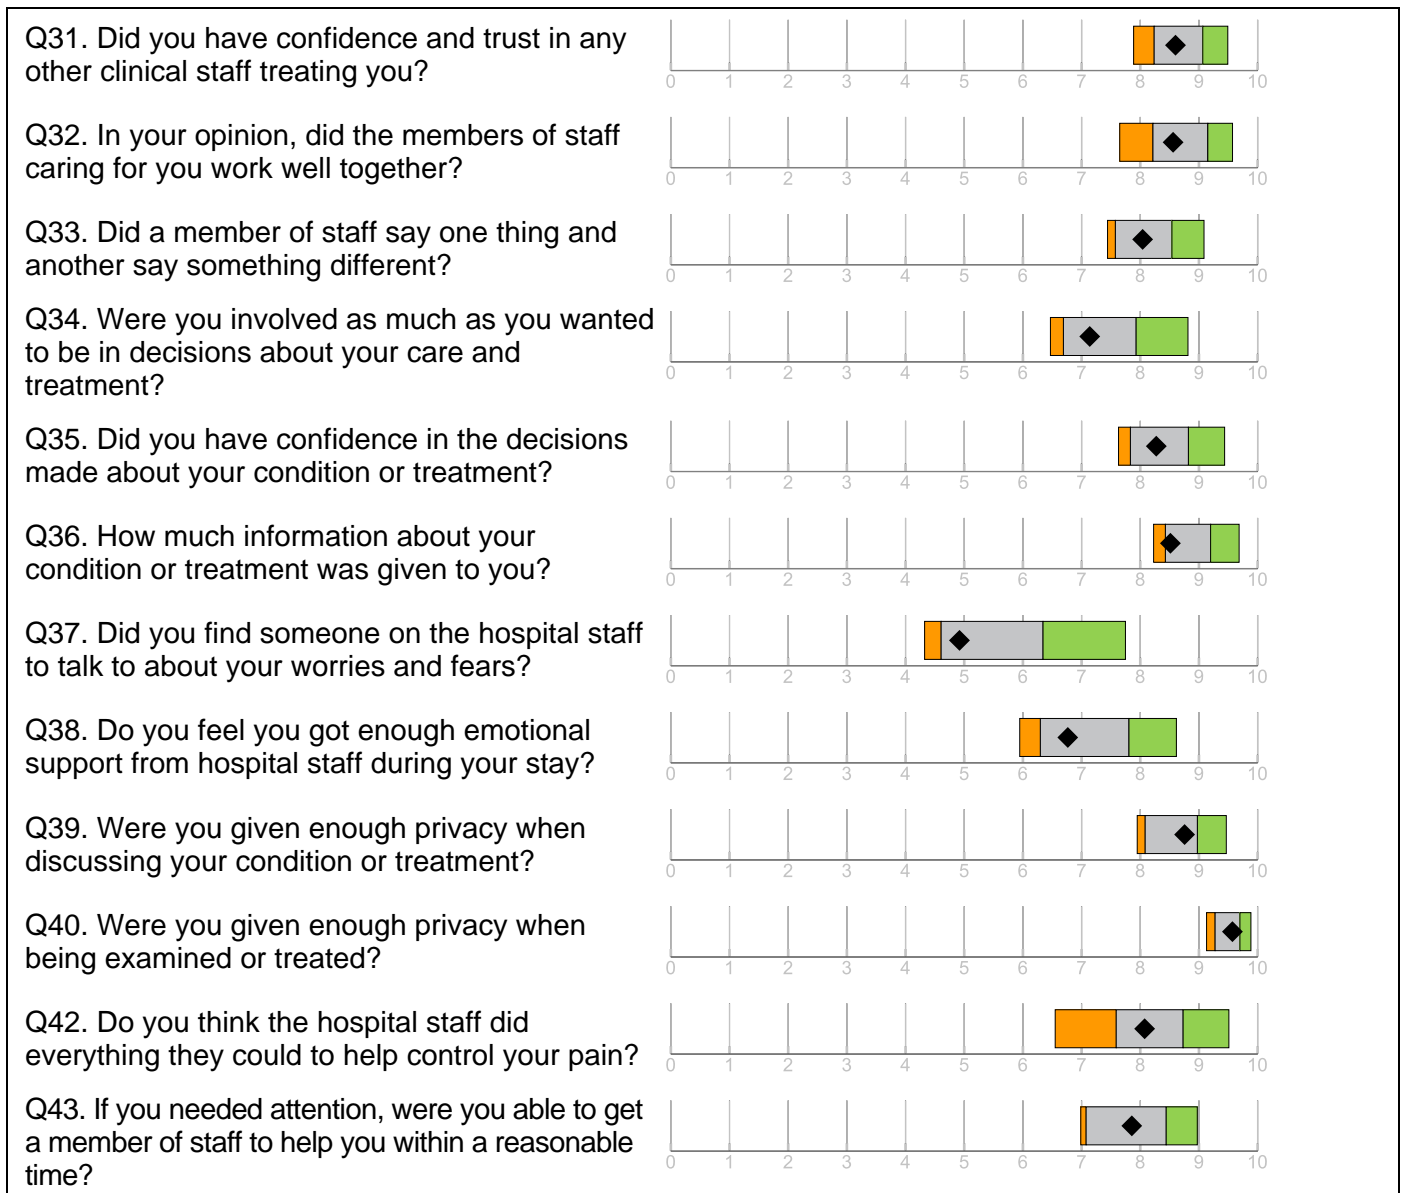 Q31. Did you have confidence and trust in any
other clinical staff treating you?
0 1 2 3 4 5 6 7 8 9 10
Q32. In your opinion, did the members of staff
caring for you work well together?
0 1 2 3 4 5 6 7 8 9 10
Q33. Did a member of staff say one thing and
another say something different?
0 1 2 3 4 5 6 7 8 9 10
Q34. Were you involved as much as you wanted
to be in decisions about your care and
treatment?
0 1 2 3 4 5 6 7 8 9 10
Q35. Did you have confidence in the decisions
made about your condition or treatment?
0 1 2 3 4 5 6 7 8 9 10
Q36. How much information about your
condition or treatment was given to you?
0 1 2 3 4 5 6 7 8 9 10
Q37. Did you find someone on the hospital staff
to talk to about your worries and fears?
0 1 2 3 4 5 6 7 8 9 10
Q38. Do you feel you got enough emotional
support from hospital staff during your stay?
0 1 2 3 4 5 6 7 8 9 10
Q39. Were you given enough privacy when
discussing your condition or treatment?
0 1 2 3 4 5 6 7 8 9 10
Q40. Were you given enough privacy when
being examined or treated?
0 1 2 3 4 5 6 7 8 9 10
Q42. Do you think the hospital staff did
everything they could to help control your pain?
0 1 2 3 4 5 6 7 8 9 10
Q43. If you needed attention, were you able to get
a member of staff to help you within a reasonable
time?
0 1 2 3 4 5 6 7 8 9 10